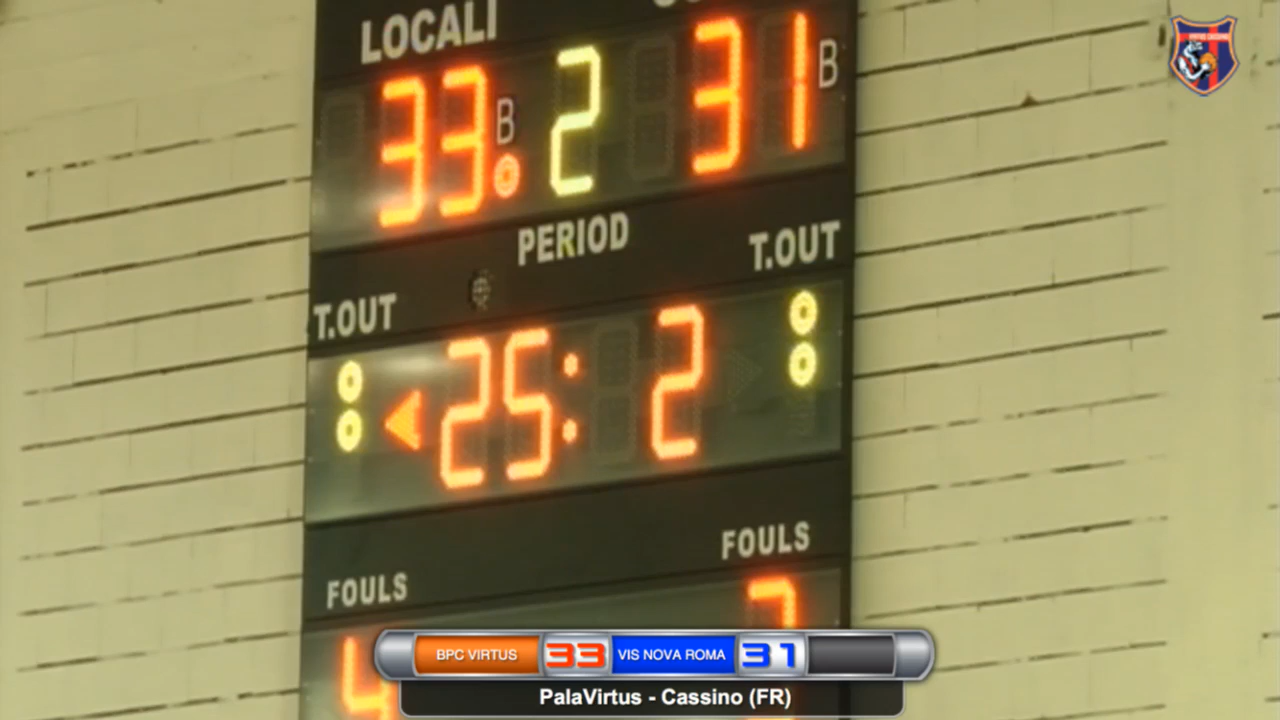 LOCALI
33 B 2 31 B
PERIOD
T.OUT
T.OUT
25: 2
FOULS
FOULS
BPC VIRTUS 33 VIS NOVA ROMA 31
PalaVirtus - Cassino (FR)